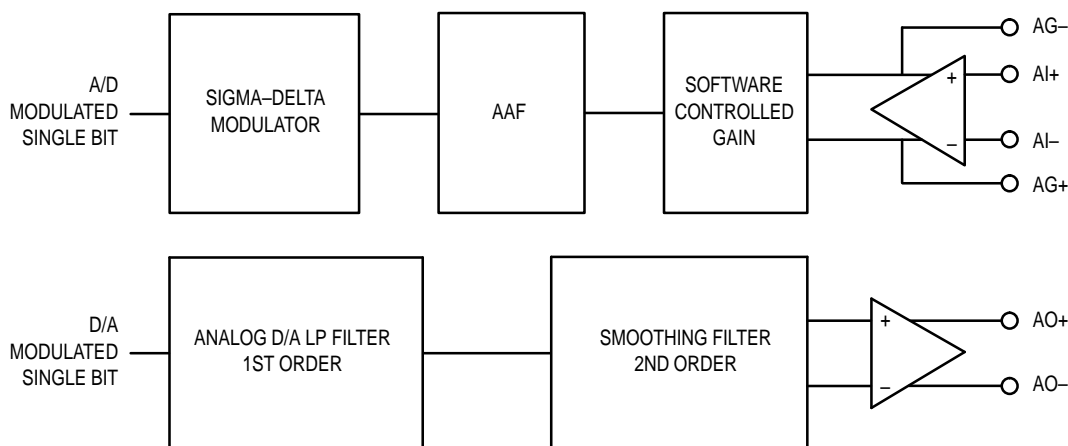 A/D
MODULATED
SINGLE BIT
SIGMA–DELTA
MODULATOR
AAF
SOFTWARE
CONTROLLED
GAIN
+
–
AG–
AI+
AI–
AG+
D/A
MODULATED
SINGLE BIT
ANALOG D/A LP FILTER
1ST ORDER
SMOOTHING FILTER
2ND ORDER
+
–
AO+
AO–